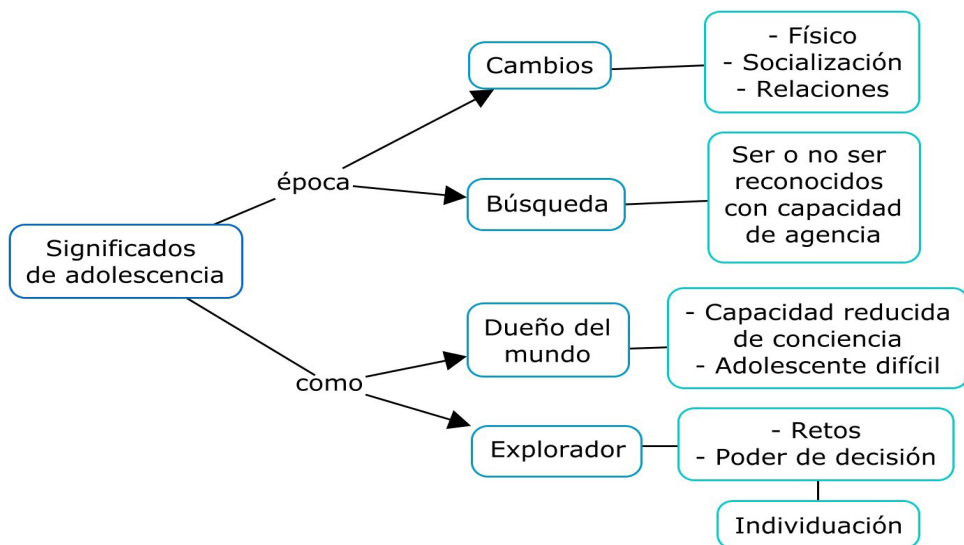 Significados
de adolescencia
época
Cambios
- Físico
- Socialización
- Relaciones
Búsqueda
Ser o no ser
reconocidos
con capacidad
de agencia
como
Dueño del
mundo
- Capacidad reducida
de conciencia
- Adolescente difícil
Explorador
- Retos
- Poder de decisión
Individuación